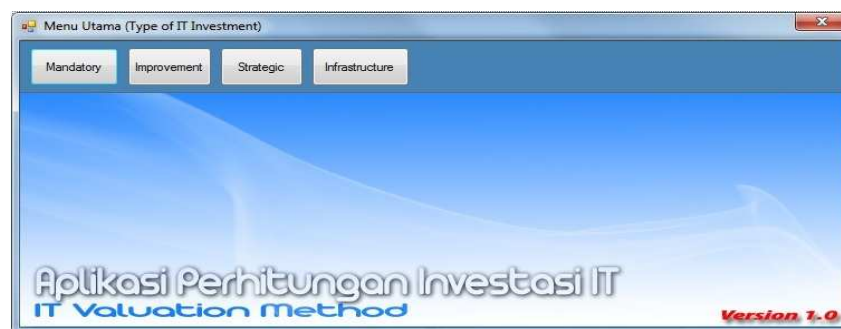 Menu Utama (Type of IT Investment)
Mandatory Improvement Strategic Infrastructure
Aplikasi Perhitungan Investasi IT
IT Valuation Method
Version 1.0